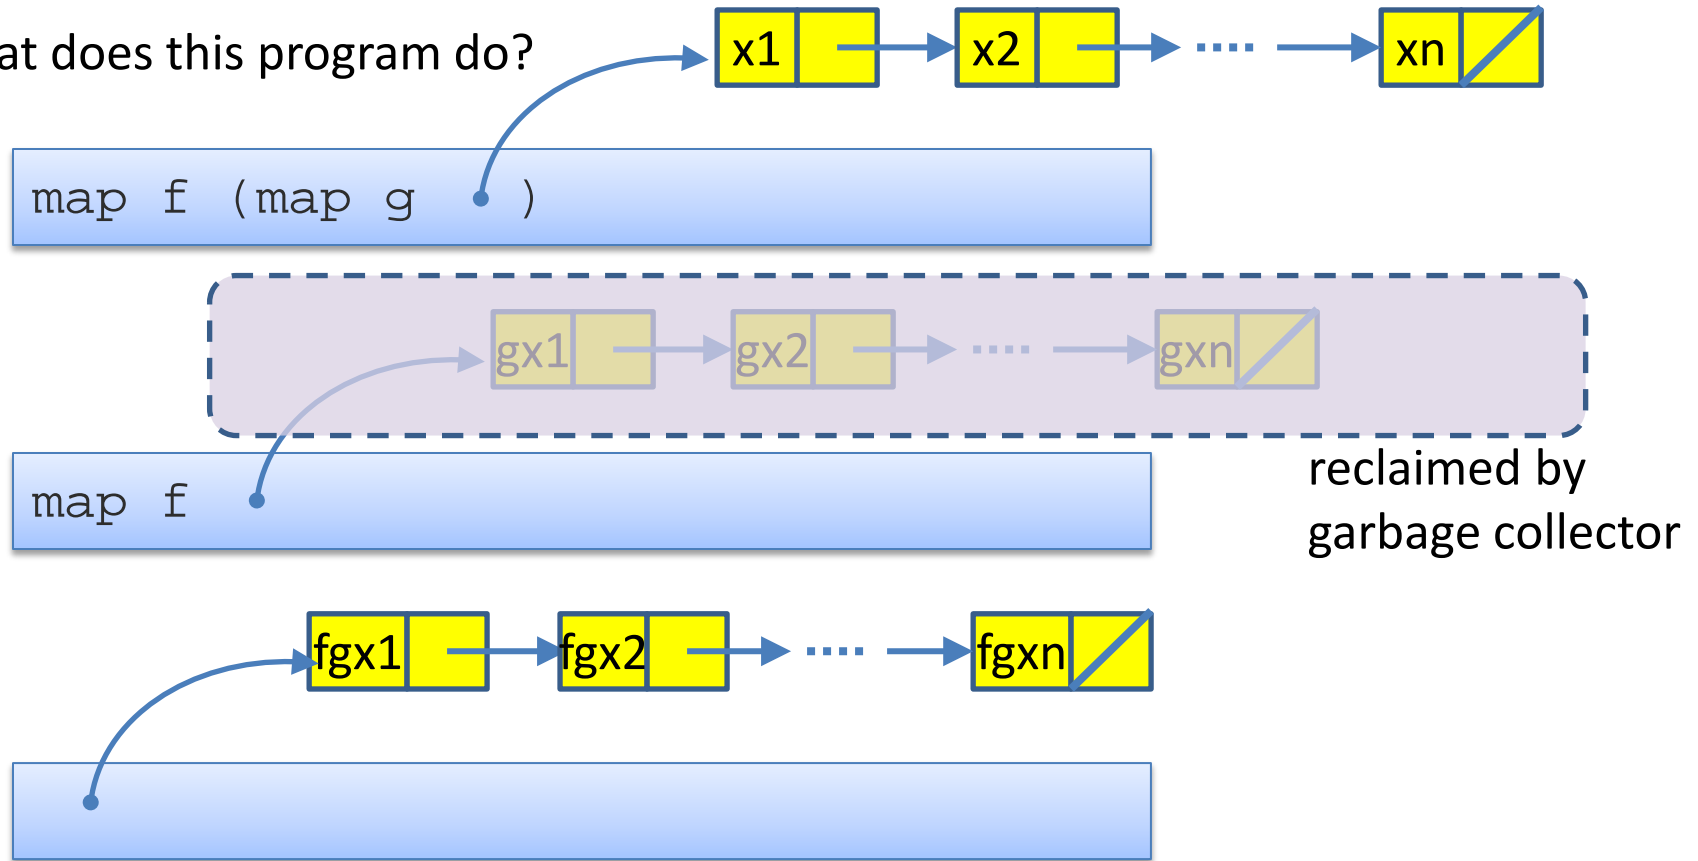 at does this program do?
x1 x2 xn
map f (map g )
gx1 gx2 gxn
map f
reclaimed by
garbage collector
fgx1 fgx2 fgxn